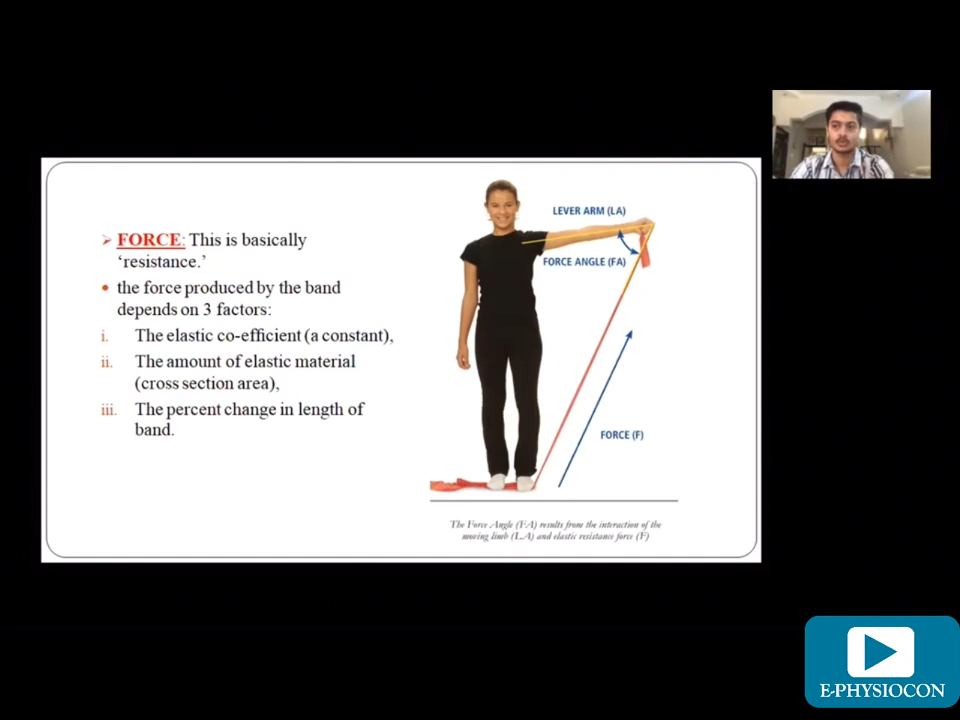 ➢ FORCE: This is basically
‘resistance.’
• the force produced by the band
depends on 3 factors:
i. The elastic co-efficient (a constant),
ii. The amount of elastic material
(cross section area),
iii. The percent change in length of
band.
LEVER ARM (LA)
FORCE ANGLE (FA)
FORCE (F)
The Force Angle (FA) results from the interaction of the
moving limb (LA) and elastic resistance force (F)
E-PHYSIOCON